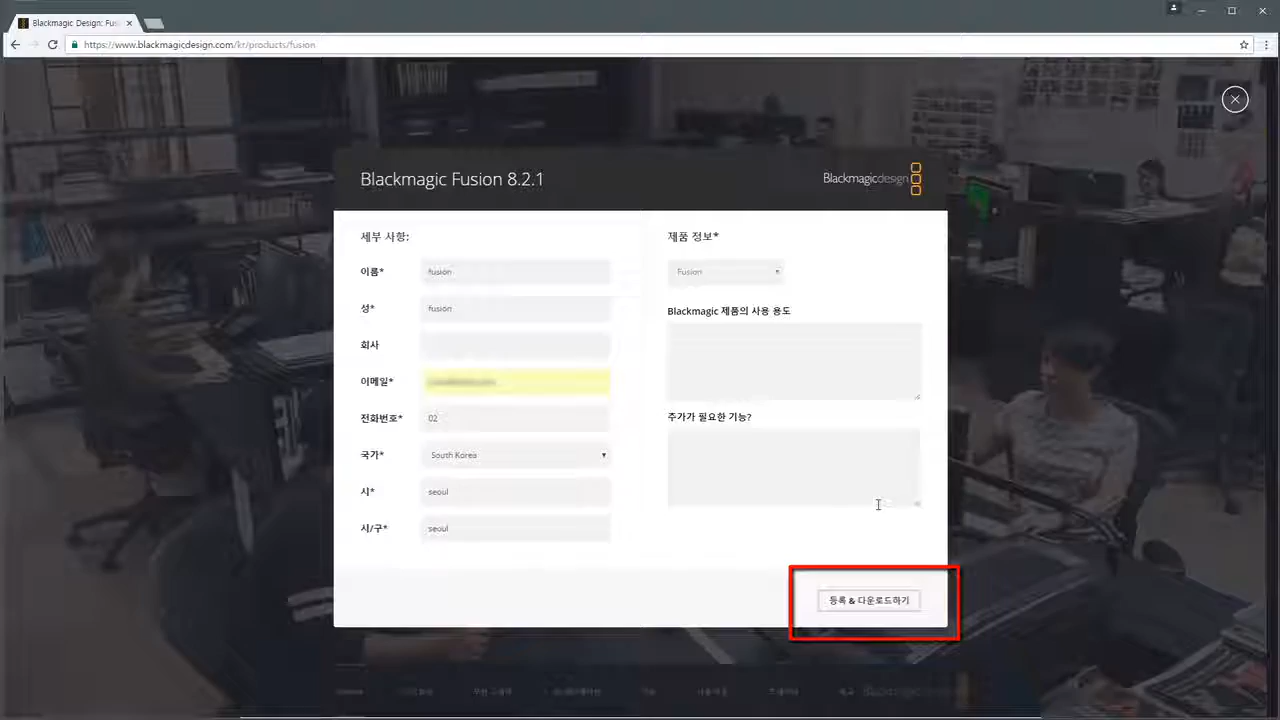 Blackmagic Design: Fus
https://www.blackmagicdesign.com/kr/products/fusion
Blackmagic Fusion 8.2.1
Blackmagicdesign
세부 사항:
이름* fusion
성* fusion
회사
이메일*
전화번호* 02
국가* South Korea
시* seoul
시/구* seoul
제품 정보*
Fusion
Blackmagic 제품의 사용 용도
추가가 필요한 기능?
등록 & 다운로드하기
Blackmagic